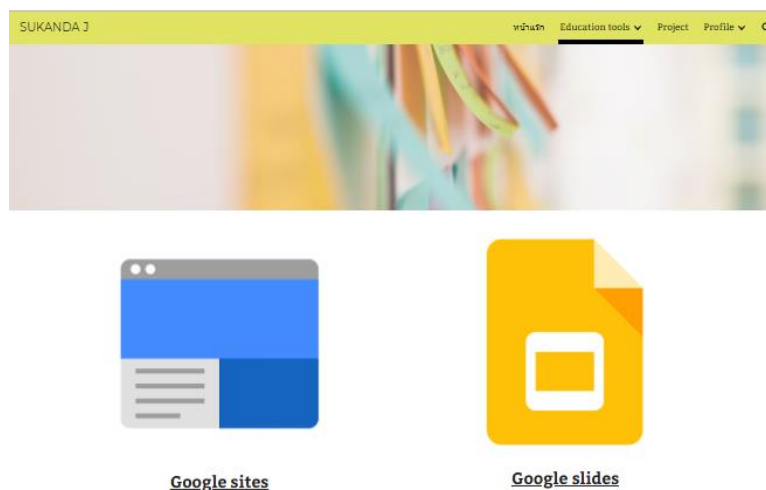 SUKANDA J
หน้าแรก Education tools Project Profile
Google sites
Google slides